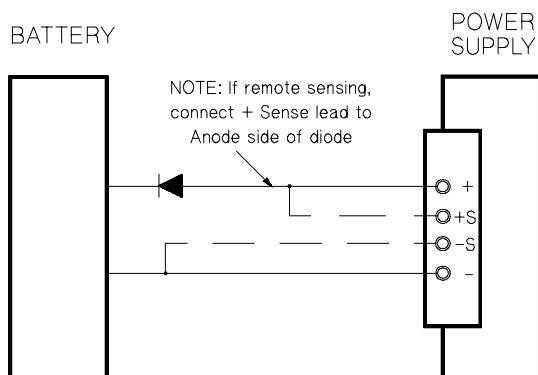 BATTERY
POWER
SUPPLY
NOTE: If remote sensing,
connect + Sense lead to
Anode side of diode
+
+S
-S
-